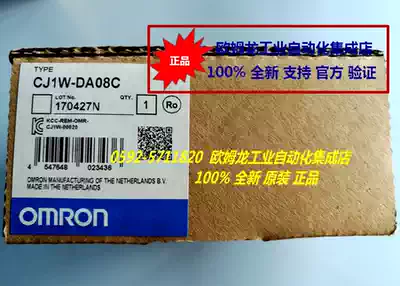 正品
欧姆龙工业自动化集成店
100% 全新 支持 官方 验证
TYPE
CJ1W-DA08C
LOT No.
QTY.
170427N
1
Ro
KCC-REM-OMR-
CJ1W-00020
0592-5711620 欧姆龙工业自动化集成店
4 547648 023436
100% 全新 原装 正品
OMRON MANUFACTURING OF THE NETHERLANDS B.V.
MADE IN THE NETHERLANDS
OMRON